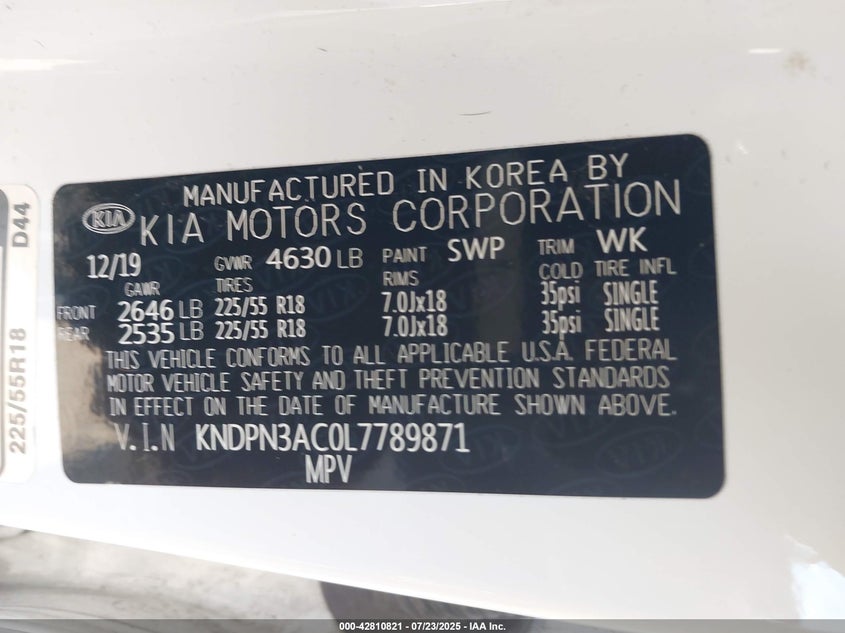 MANUFACTURED IN KOREA BY
KIA KIA MOTORS CORPORATION
12/19 GVWR 4630 LB PAINT SWP TRIM WK
GAWR TIRES RIMS COLD TIRE INFL
FRONT 2646 LB 225/55 R18 7.0Jx18 35psi SINGLE
REAR 2535 LB 225/55 R18 7.0Jx18 35psi SINGLE
THIS VEHICLE CONFORMS TO ALL APPLICABLE U.S.A. FEDERAL
MOTOR VEHICLE SAFETY AND THEFT PREVENTION STANDARDS
IN EFFECT ON THE DATE OF MANUFACTURE SHOWN ABOVE.
V.I.N KNDPN3AC0L7789871
MPV
225/55R18 D44
000-42810821 - 07/23/2025 - IAA Inc.